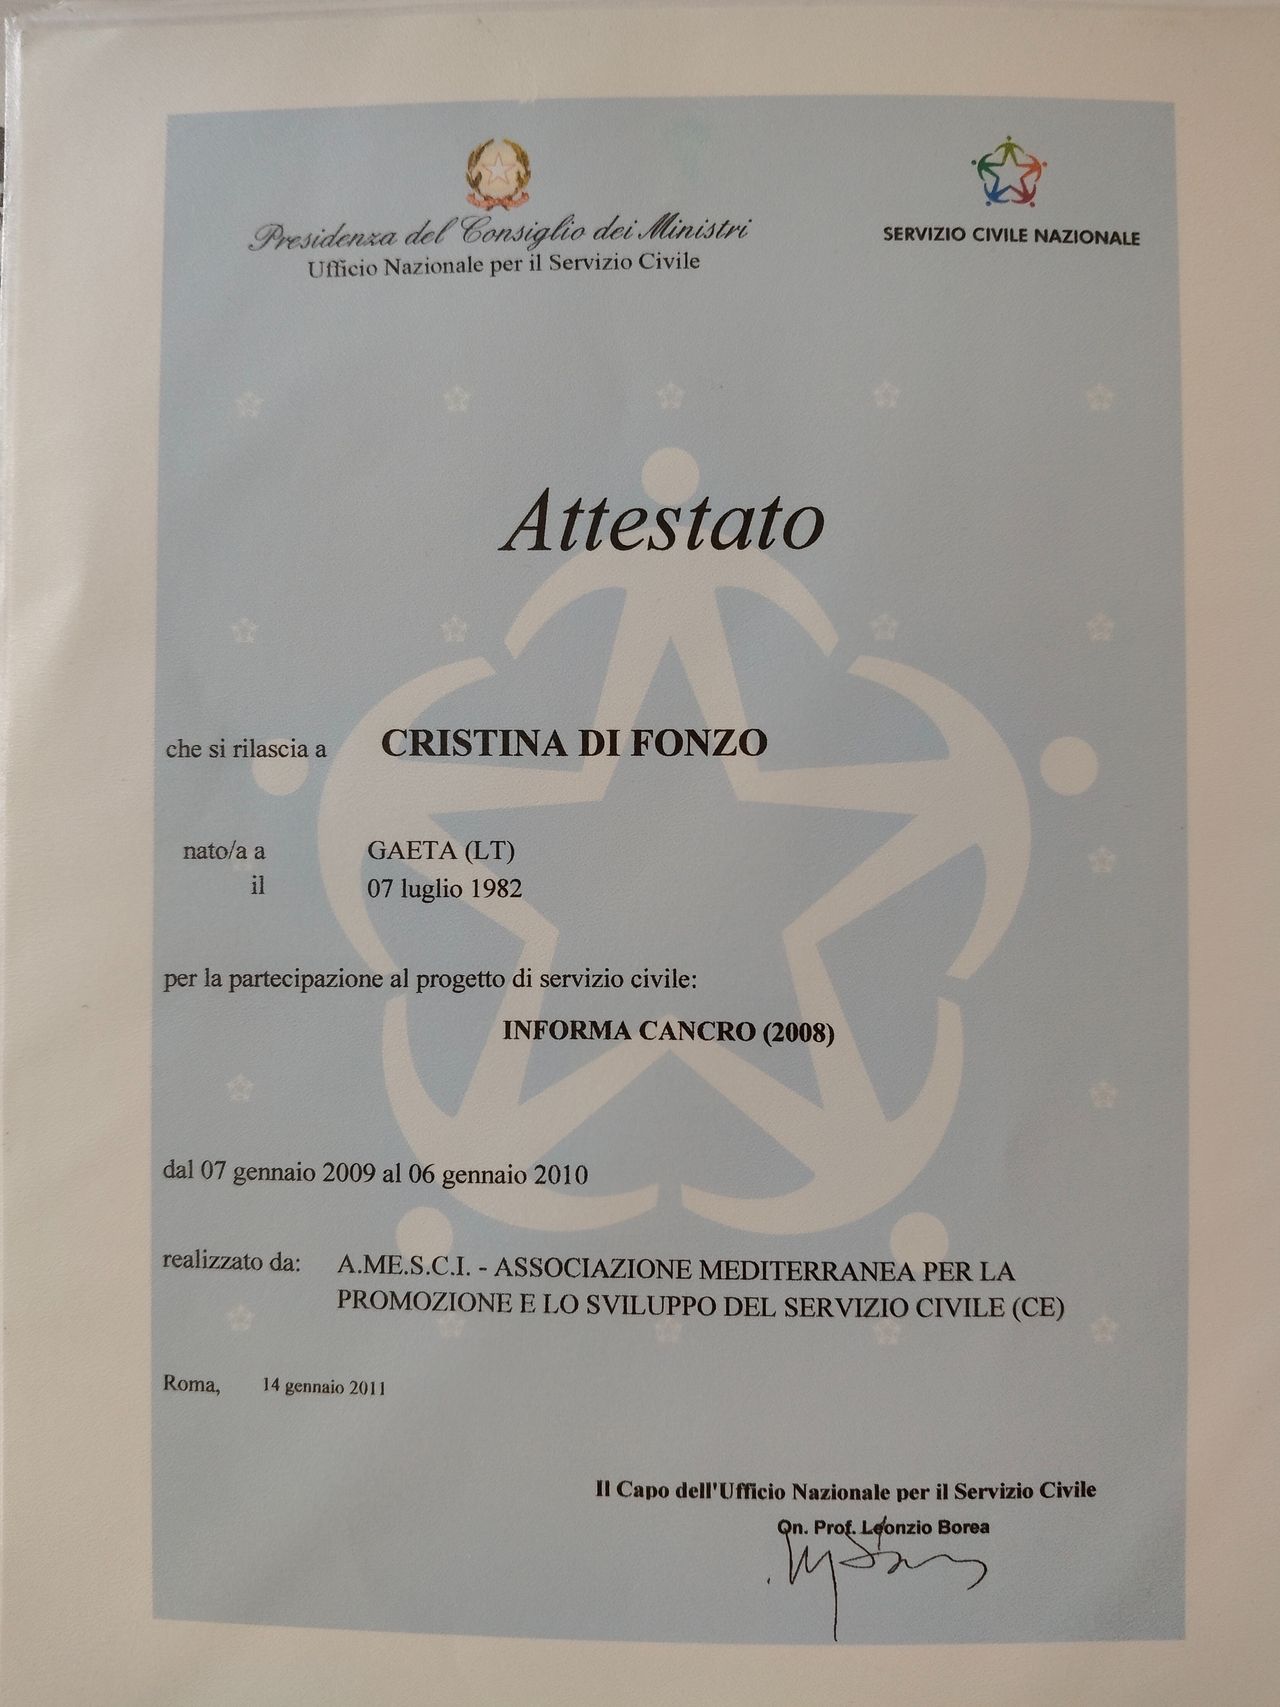 Presidenza del Consiglio dei Ministri
Ufficio Nazionale per il Servizio Civile
SERVIZIO CIVILE NAZIONALE
Attestato
che si rilascia a CRISTINA DI FONZO
nato/a a GAETA (LT)
il 07 luglio 1982
per la partecipazione al progetto di servizio civile:
INFORMA CANCRO (2008)
dal 07 gennaio 2009 al 06 gennaio 2010
realizzato da: A.ME.S.C.I. - ASSOCIAZIONE MEDITERRANEA PER LA
PROMOZIONE E LO SVILUPPO DEL SERVIZIO CIVILE (CE)
Roma, 14 gennaio 2011
Il Capo dell'Ufficio Nazionale per il Servizio Civile
On. Prof. Leonzio Borea